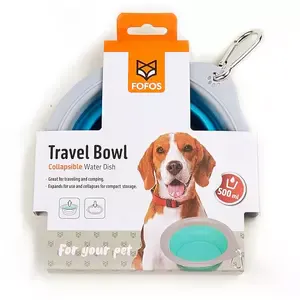 FOFOS
Travel Bowl
Collapsible Water Dish
- Great for traveling and camping.
- Expands for use and collapses for compact storage.
500 ml
For your pet